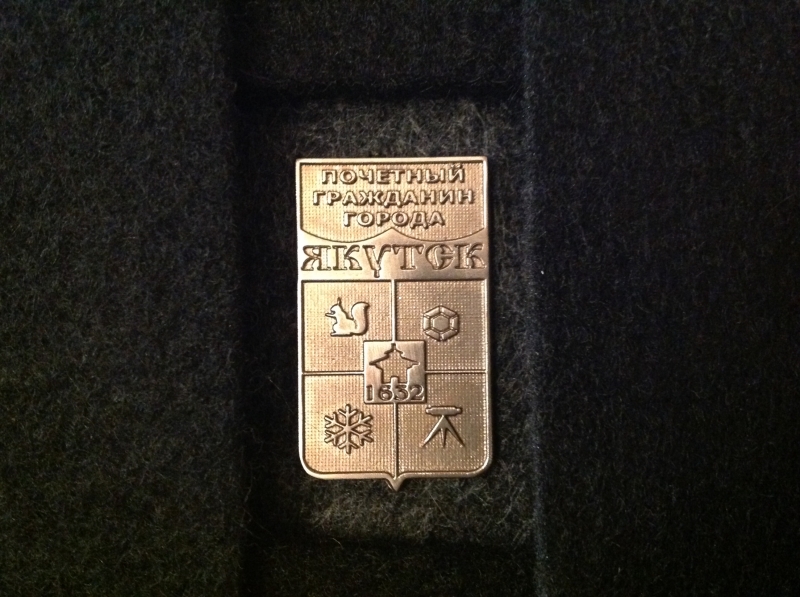 ПОЧЕТНЫЙ
ГРАЖДАНИН
ГОРОДА
ЯКУТСК
1632